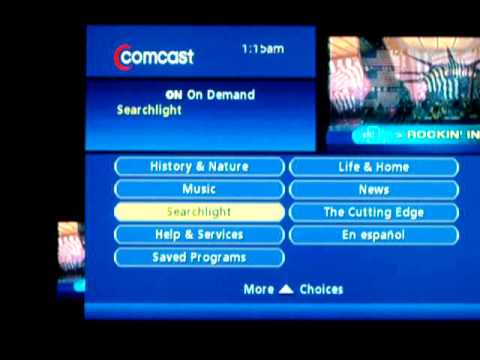 comcast
1:15am
ON On Demand
Searchlight
ROCKIN' IN
History & Nature
Life & Home
Music
News
Searchlight
The Cutting Edge
Help & Services
En español
Saved Programs
More Choices